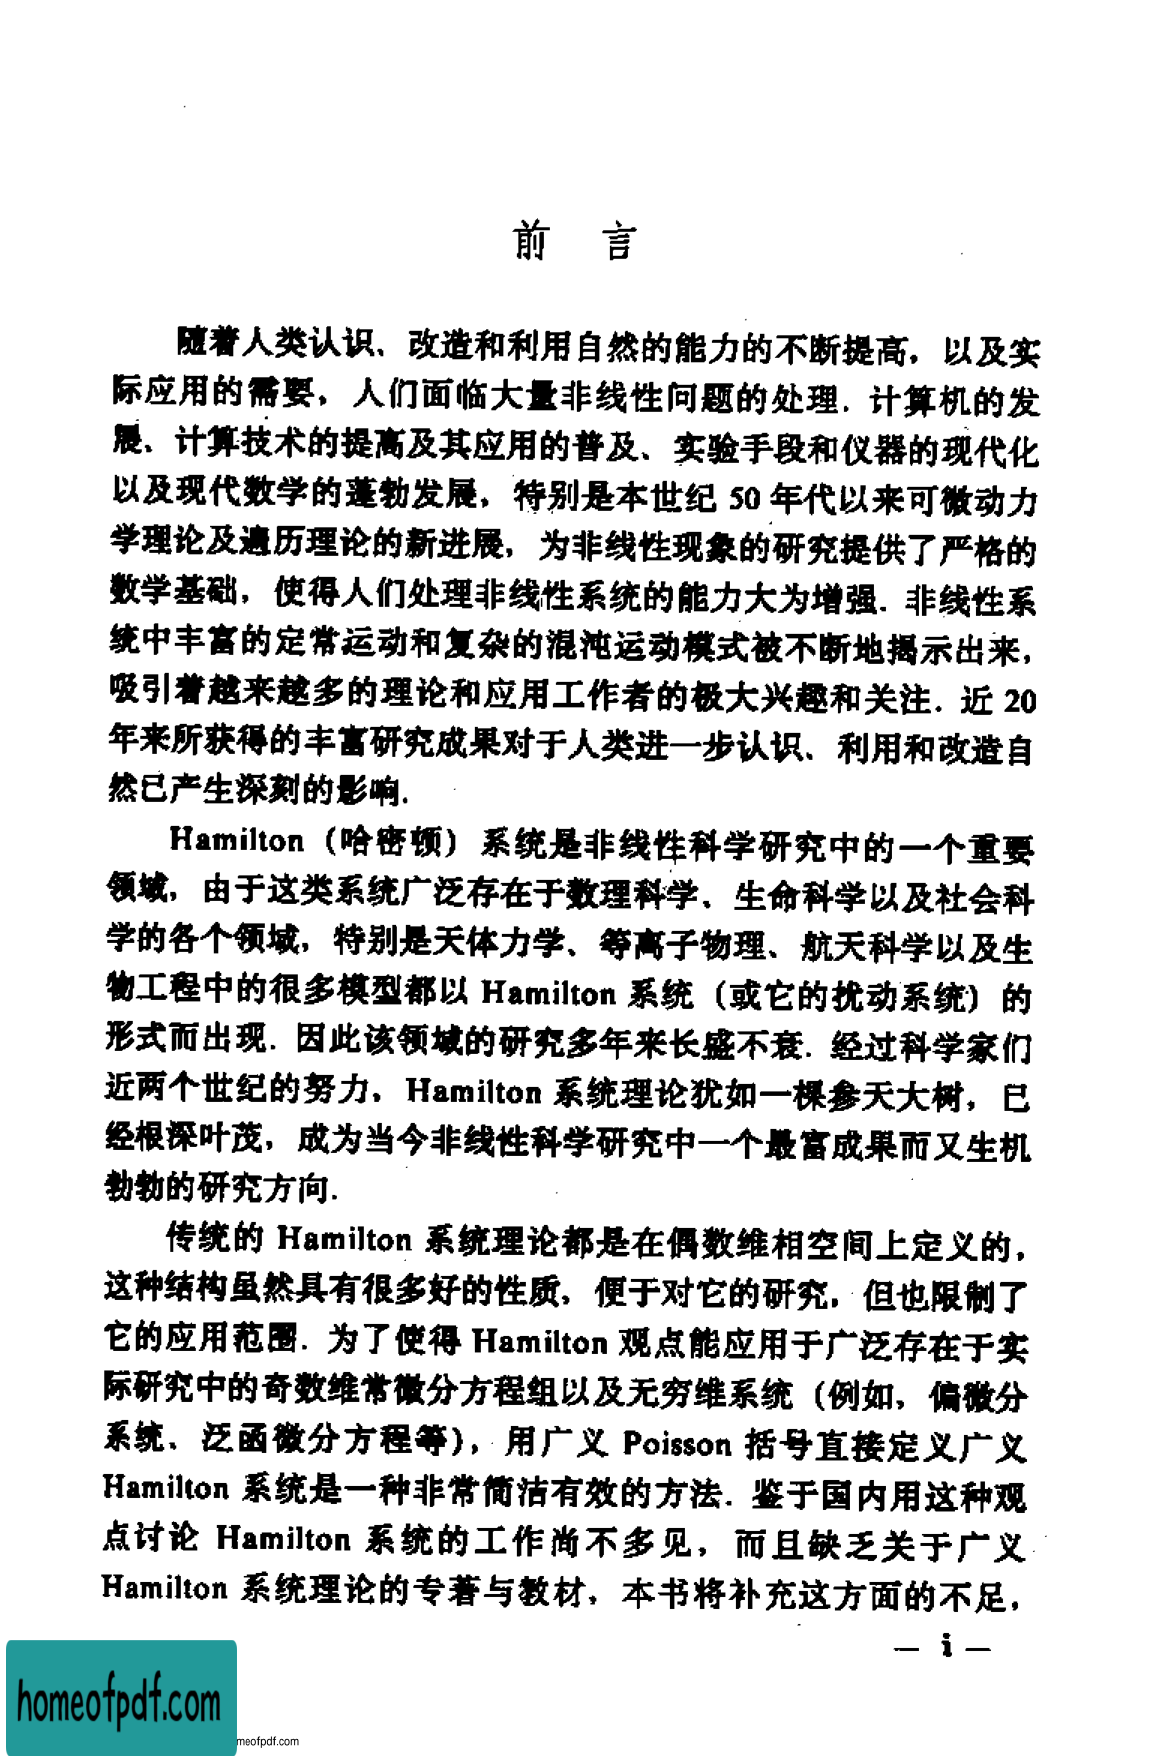 前 言
随着人类认识、改造和利用自然的能力的不断提高，以及实
际应用的需要，人们面临大量非线性问题的处理. 计算机的发
展、计算技术的提高及其应用的普及、实验手段和仪器的现代化
以及现代数学的蓬勃发展，特别是本世纪 50 年代以来可微动力
学理论及遍历理论的新进展，为非线性现象的研究提供了严格的
数学基础，使得人们处理非线性系统的能力大为增强. 非线性系
统中丰富的定常运动和复杂的混沌运动模式被不断地揭示出来，
吸引着越来越多的理论和应用工作者的极大兴趣和关注. 近 20
年来所获得的丰富研究成果对于人类进一步认识、利用和改造自
然已产生深刻的影响.
Hamilton（哈密顿）系统是非线性科学研究中的一个重要
领域，由于这类系统广泛存在于数理科学、生命科学以及社会科
学的各个领域，特别是天体力学、等离子物理、航天科学以及生
物工程中的很多模型都以 Hamilton 系统（或它的扰动系统）的
形式而出现. 因此该领域的研究多年来长盛不衰. 经过科学家们
近两个世纪的努力，Hamilton 系统理论犹如一棵参天大树，已
经根深叶茂，成为当今非线性科学研究中一个最富成果而又生机
勃勃的研究方向.
传统的 Hamilton 系统理论都是在偶数维相空间上定义的，
这种结构虽然具有很多好的性质，便于对它的研究，但也限制了
它的应用范围. 为了使得 Hamilton 观点能应用于广泛存在于实
际研究中的奇数维常微分方程组以及无穷维系统（例如，偏微分
系统、泛函微分方程等），用广义 Poisson 括号直接定义广义
Hamilton 系统是一种非常简洁有效的方法. 鉴于国内用这种观
点讨论 Hamilton 系统的工作尚不多见，而且缺乏关于广义
Hamilton 系统理论的专著与教材，本书将补充这方面的不足，
— i —
homeofpdf.com
meofpdf.com